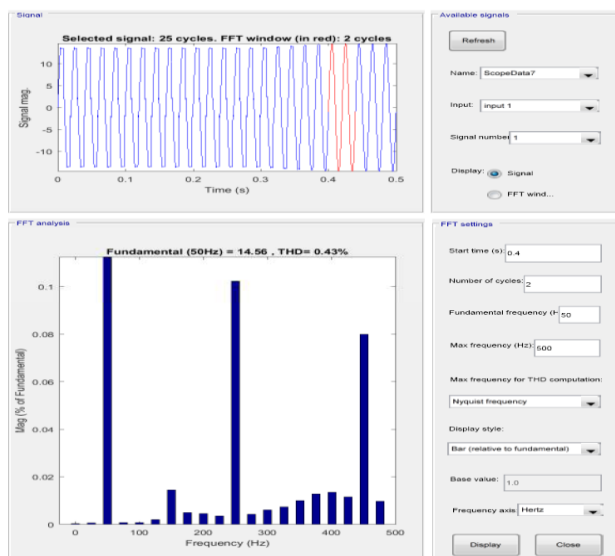 Signal
Selected signal: 25 cycles. FFT window (in red): 2 cycles
10
5
0
-5
-10
Signal mag.
0
0.1
0.2
0.3
0.4
0.5
Time (s)
Available signals
Refresh
Name:
ScopeData7
Input:
input 1
Signal number
1
Display:
Signal
FFT wind...
FFT analysis
Fundamental (50Hz) = 14.56 , THD= 0.43%
0.1
0.08
0.06
0.04
0.02
0
Mag (% of Fundamental)
0
100
200
300
400
500
Frequency (Hz)
FFT settings
Start time (s):
0.4
Number of cycles:
2
Fundamental frequency (H
50
Max frequency (Hz):
500
Max frequency for THD computation:
Nyquist frequency
Display style:
Bar (relative to fundamental)
Base value:
1.0
Frequency axis:
Hertz
Display
Close